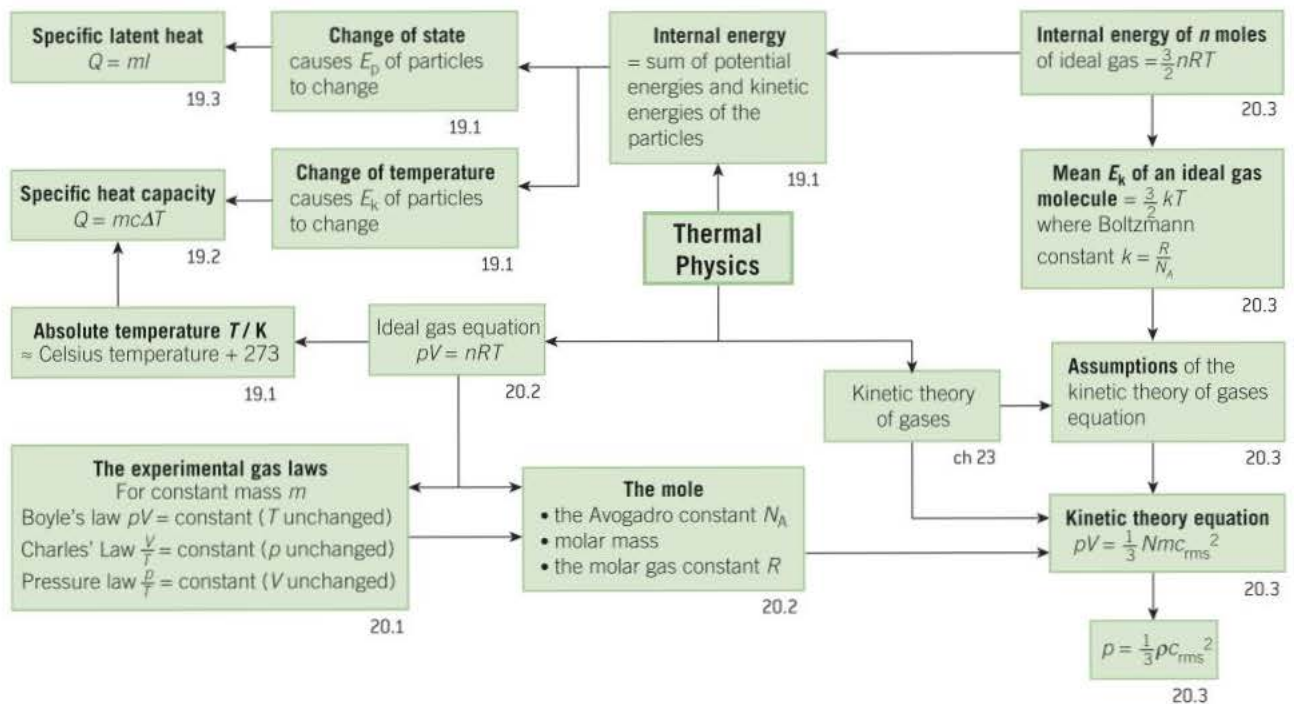 Specific latent heat
Q = ml
19.3
Change of state
causes Eₚ of particles
to change
19.1
Internal energy
= sum of potential
energies and kinetic
energies of the
particles
19.1
Internal energy of n moles
of ideal gas = 3/2 nRT
20.3
Specific heat capacity
Q = mcΔT
19.2
Change of temperature
causes Eₖ of particles
to change
19.1
Thermal
Physics
Mean Eₖ of an ideal gas
molecule = 3/2 kT
where Boltzmann
constant k = R/N_A
20.3
Absolute temperature T / K
≈ Celsius temperature + 273
19.1
Ideal gas equation
pV = nRT
20.2
Kinetic theory
of gases
ch 23
Assumptions of the
kinetic theory of gases
equation
20.3
The experimental gas laws
For constant mass m
Boyle's law pV = constant (T unchanged)
Charles' Law V/T = constant (p unchanged)
Pressure law p/T = constant (V unchanged)
20.1
The mole
• the Avogadro constant N_A
• molar mass
• the molar gas constant R
20.2
Kinetic theory equation
pV = 1/3 Nmc_rms²
20.3
p = 1/3 ρc_rms²
20.3